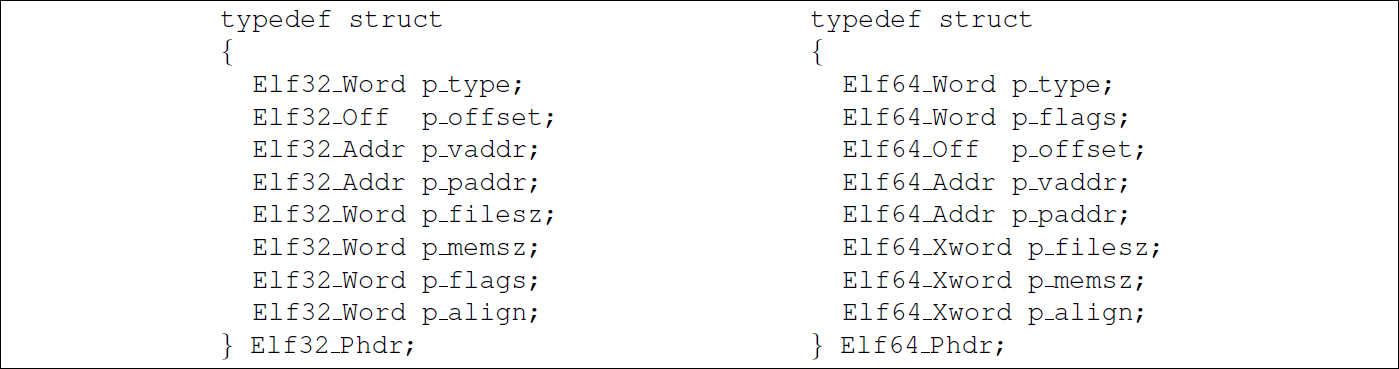 typedef struct
{
Elf32_Word p_type;
Elf32_Off p_offset;
Elf32_Addr p_vaddr;
Elf32_Addr p_paddr;
Elf32_Word p_filesz;
Elf32_Word p_memsz;
Elf32_Word p_flags;
Elf32_Word p_align;
} Elf32_Phdr;
typedef struct
{
Elf64_Word p_type;
Elf64_Word p_flags;
Elf64_Off p_offset;
Elf64_Addr p_vaddr;
Elf64_Addr p_paddr;
Elf64_Xword p_filesz;
Elf64_Xword p_memsz;
Elf64_Xword p_align;
} Elf64_Phdr;